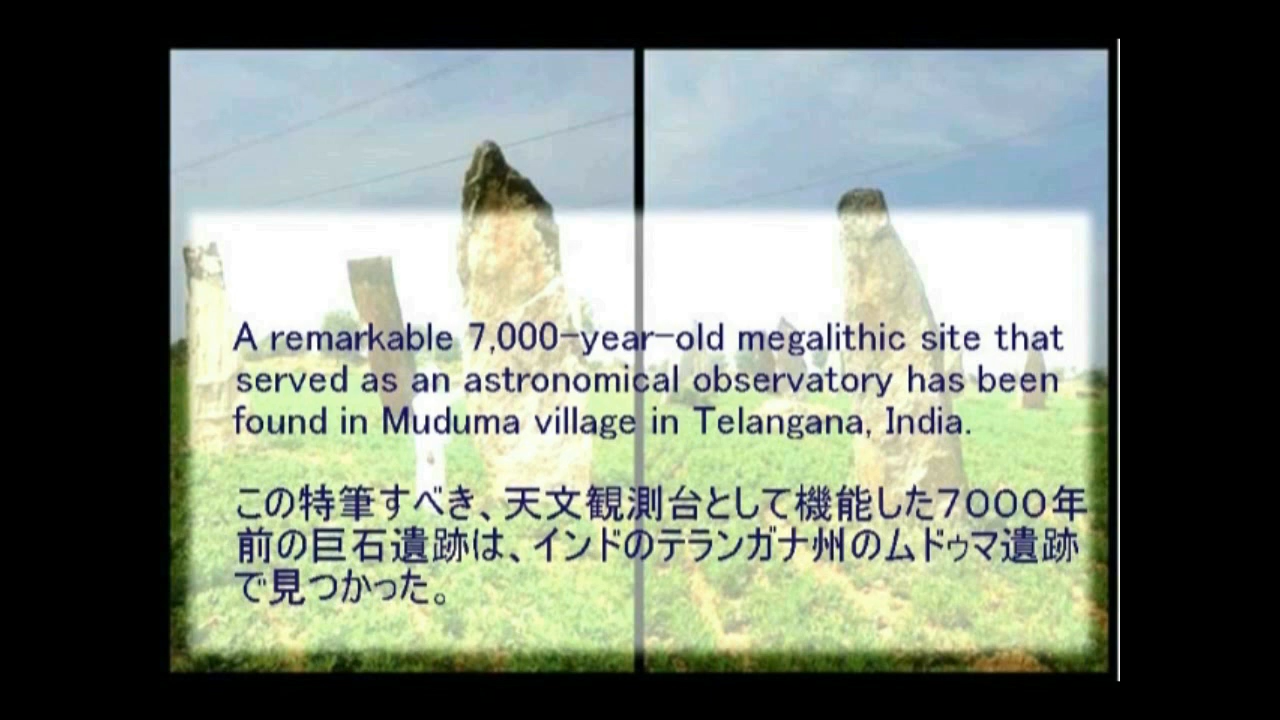 A remarkable 7,000-year-old megalithic site that
served as an astronomical observatory has been
found in Muduma village in Telangana, India.
この特筆すべき、天文観測台として機能した7000年
前の巨石遺跡は、インドのテランガナ州のムドゥマ遺跡
で見つかった。